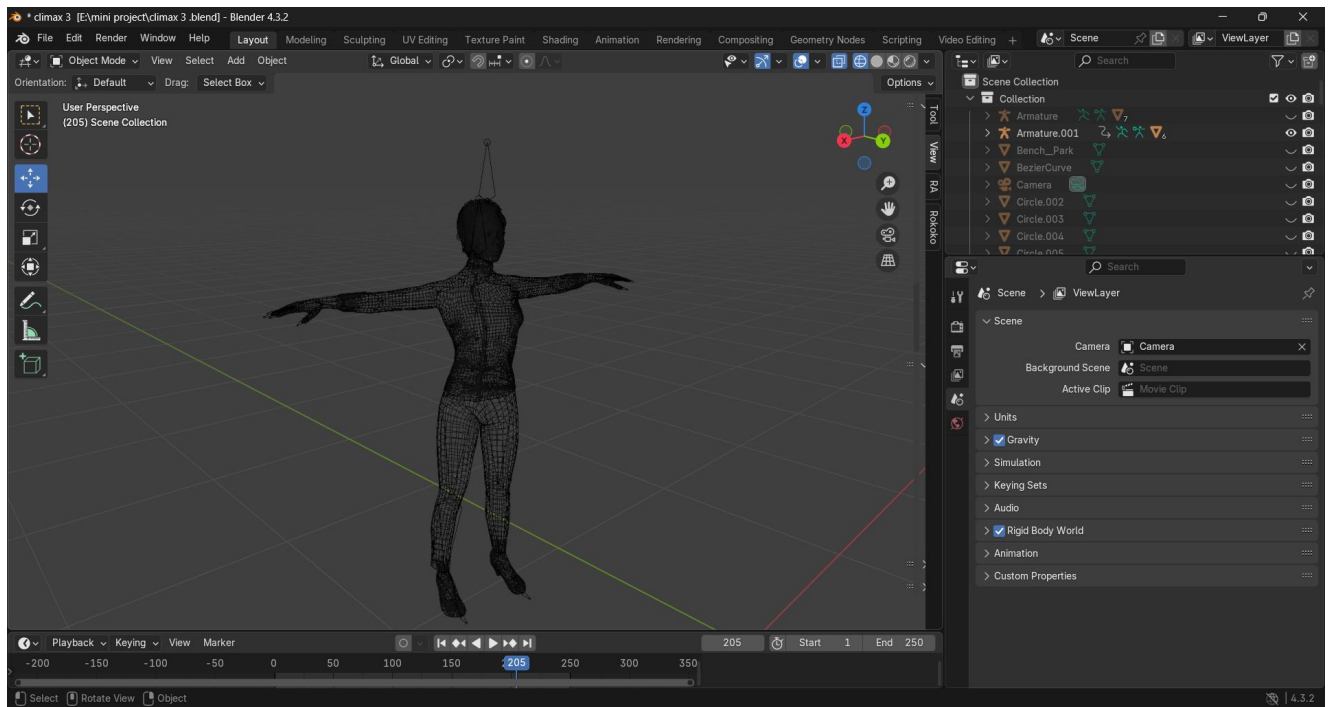 * climax 3 [E:\mini project\climax 3 .blend] - Blender 4.3.2
File Edit Render Window Help Layout Modeling Sculpting UV Editing Texture Paint Shading Animation Rendering Compositing Geometry Nodes Scripting Video Editing + Scene ViewLayer
Object Mode View Select Add Object Global Search
Orientation: Default Drag: Select Box Options
User Perspective
(205) Scene Collection
Z
X
Y
Tool
View
RA
Rokoko
Scene Collection
Collection
Armature 7
Armature.001 6
Bench_Park
BezierCurve
Camera
Circle.002
Circle.003
Circle.004
Circle.005
Search
Scene > ViewLayer
Scene
Camera Camera
Background Scene Scene
Active Clip Movie Clip
Units
Gravity
Simulation
Keying Sets
Audio
Rigid Body World
Animation
Custom Properties
Playback Keying View Marker 205 Start 1 End 250
-200 -150 -100 -50 0 50 100 150 205 250 300 350
Select Rotate View Object 4.3.2